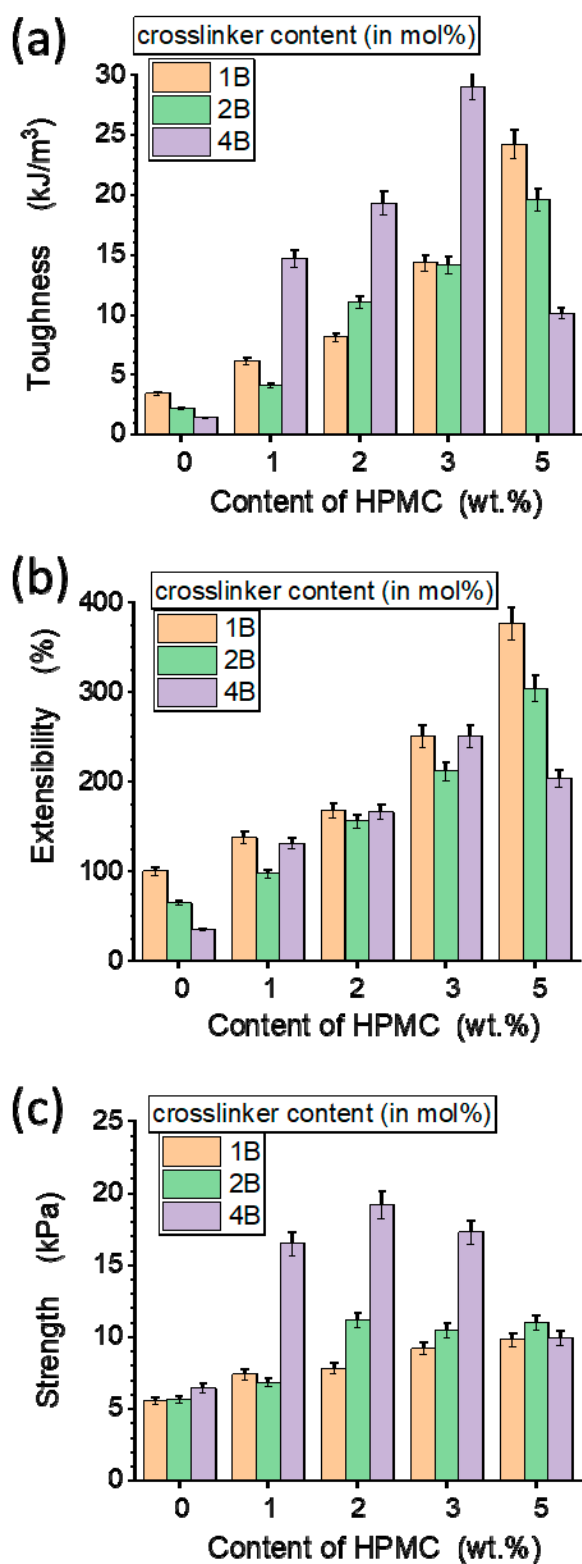 (a)
crosslinker content (in mol%)
1B
2B
4B
30
25
20
15
10
5
0
Toughness (kJ/m³)
0 1 2 3 5
Content of HPMC (wt.%)
(b)
crosslinker content (in mol%)
1B
2B
4B
400
300
200
100
0
Extensibility (%)
0 1 2 3 5
Content of HPMC (wt.%)
(c)
crosslinker content (in mol%)
1B
2B
4B
25
20
15
10
5
0
Strength (kPa)
0 1 2 3 5
Content of HPMC (wt.%)